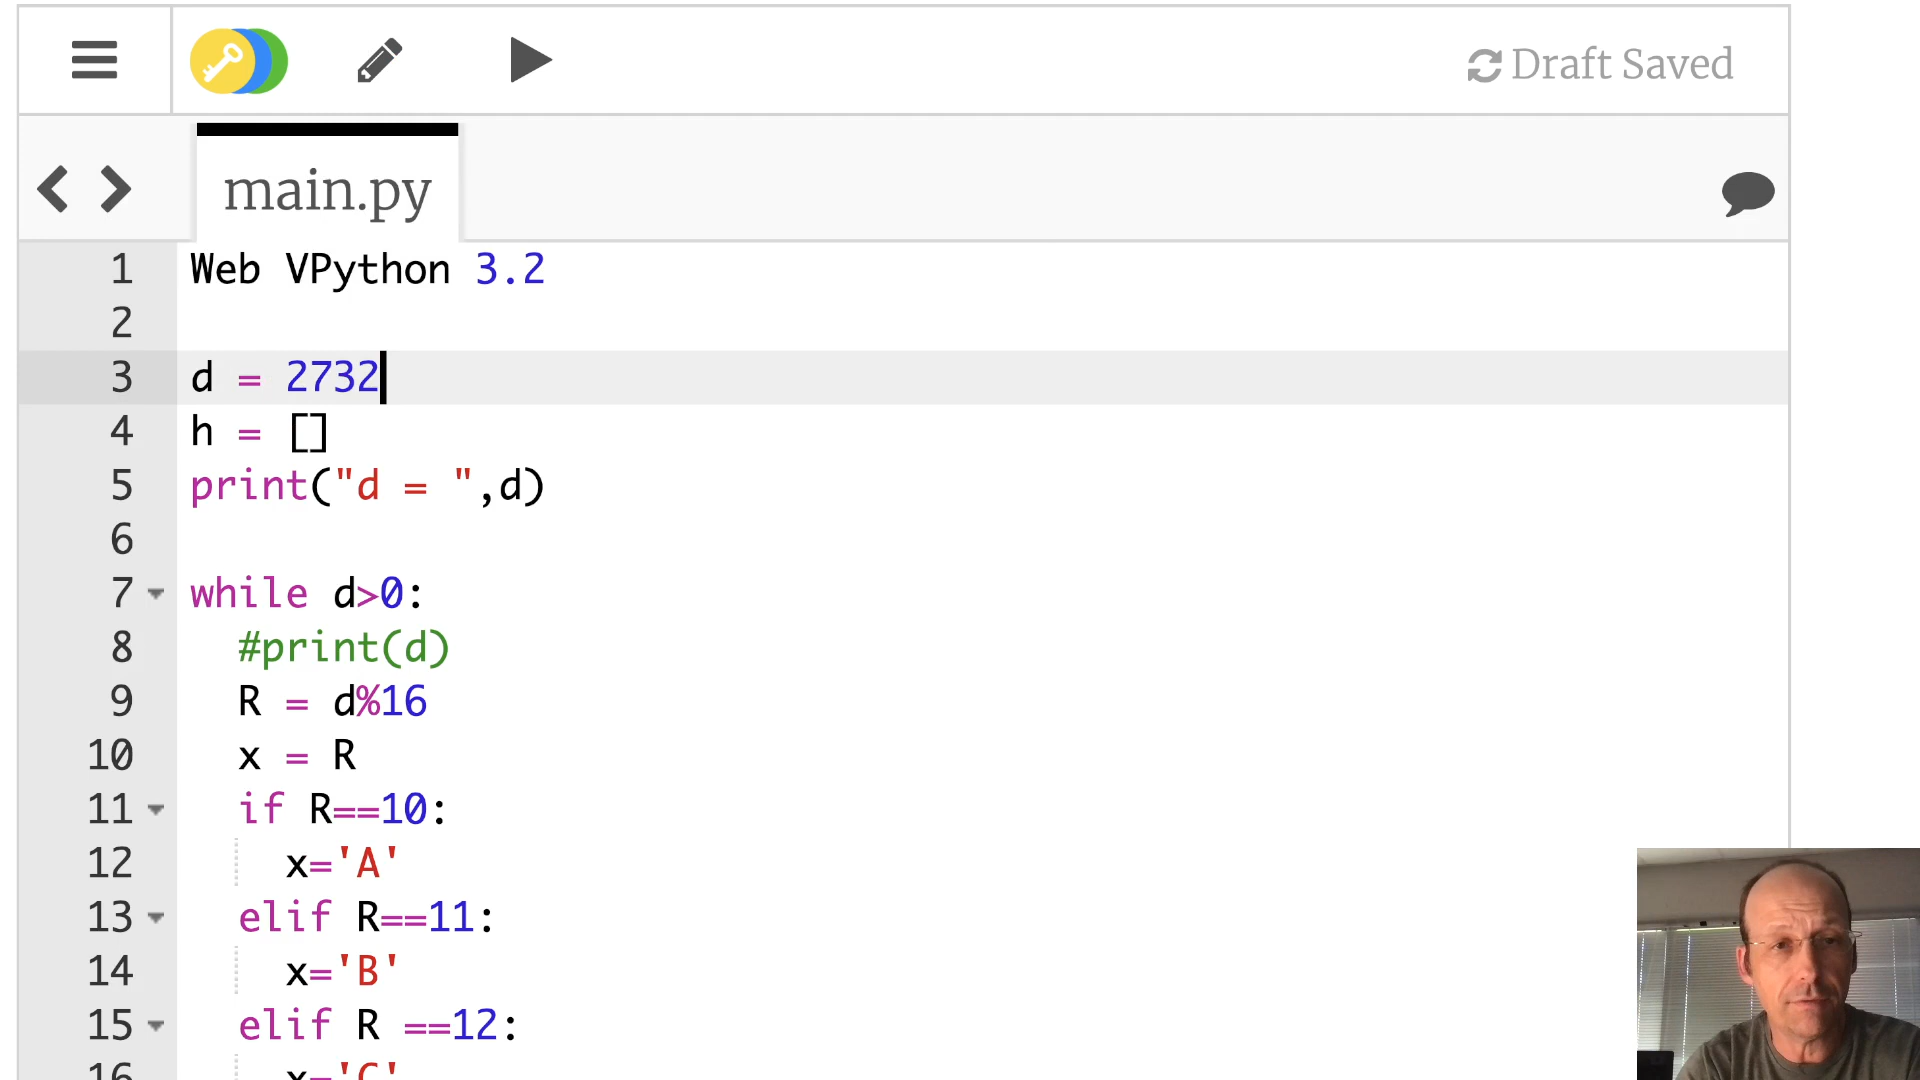 Draft Saved
main.py
1 Web VPython 3.2
2
3 d = 2732
4 h = []
5 print("d = ",d)
6
7 while d>0:
8 #print(d)
9 R = d%16
10 x = R
11 if R==10:
12 x='A'
13 elif R==11:
14 x='B'
15 elif R ==12:
16 x='C'